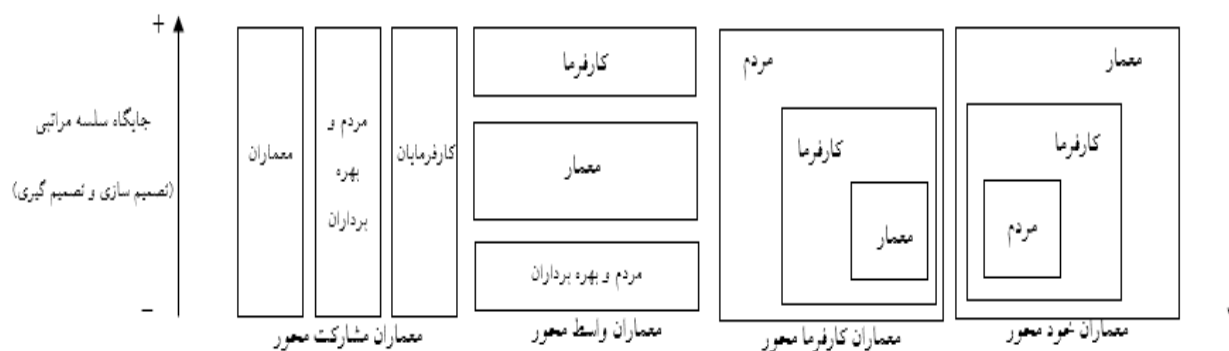 +
جایگاه سلسه مراتبی
(تصمیم سازی و تصمیم گیری)
–
معماران
مردم و
بهره
برداران
کارفرمایان
معماران مشارکت محور
کارفرما
معمار
مردم و بهره برداران
معماران واسط محور
مردم
کارفرما
معمار
معماران کارفرما محور
معمار
کارفرما
مردم
معماران خود محور